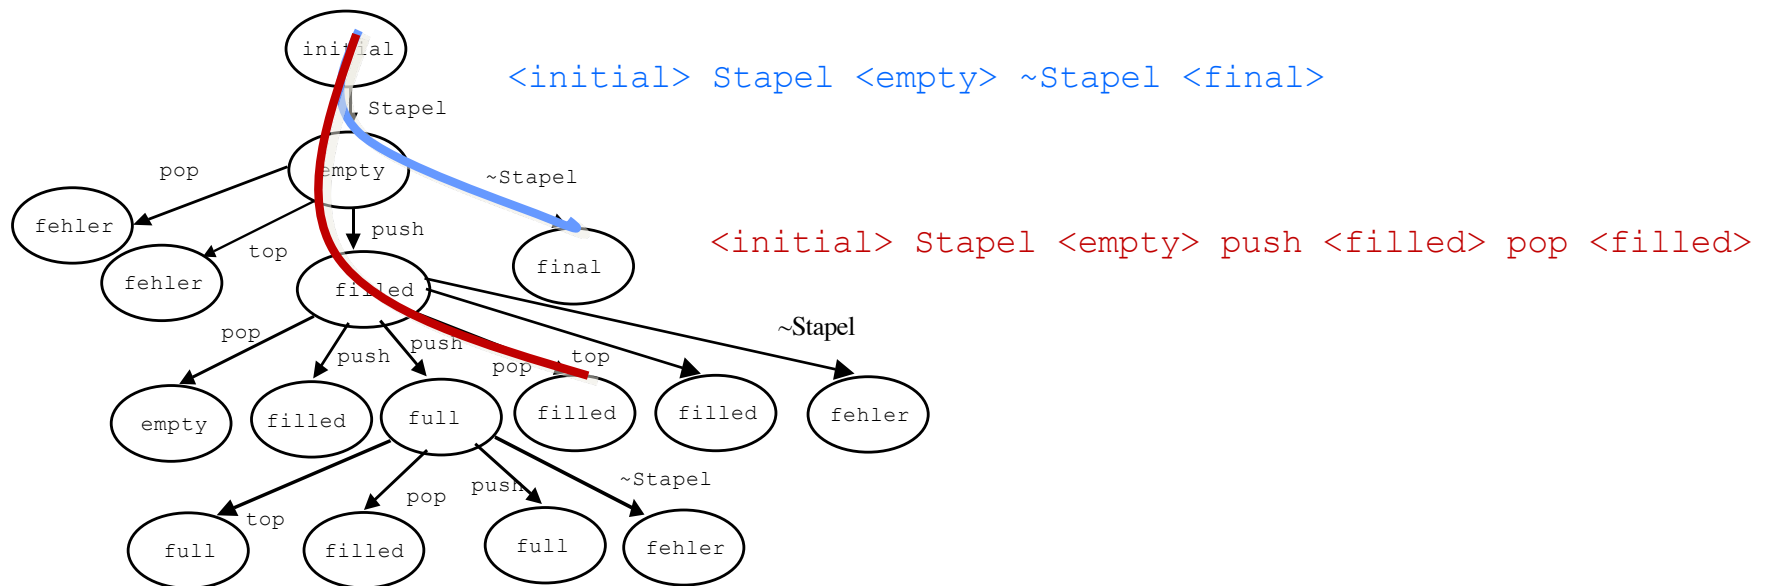 initial
<initial> Stapel <empty> ~Stapel <final>
Stapel
empty
pop
~Stapel
fehler
push
<initial> Stapel <empty> push <filled> pop <filled>
top
final
fehler
filled
~Stapel
pop
push
push
pop
top
empty
filled
full
filled
filled
fehler
~Stapel
push
pop
top
full
filled
full
fehler